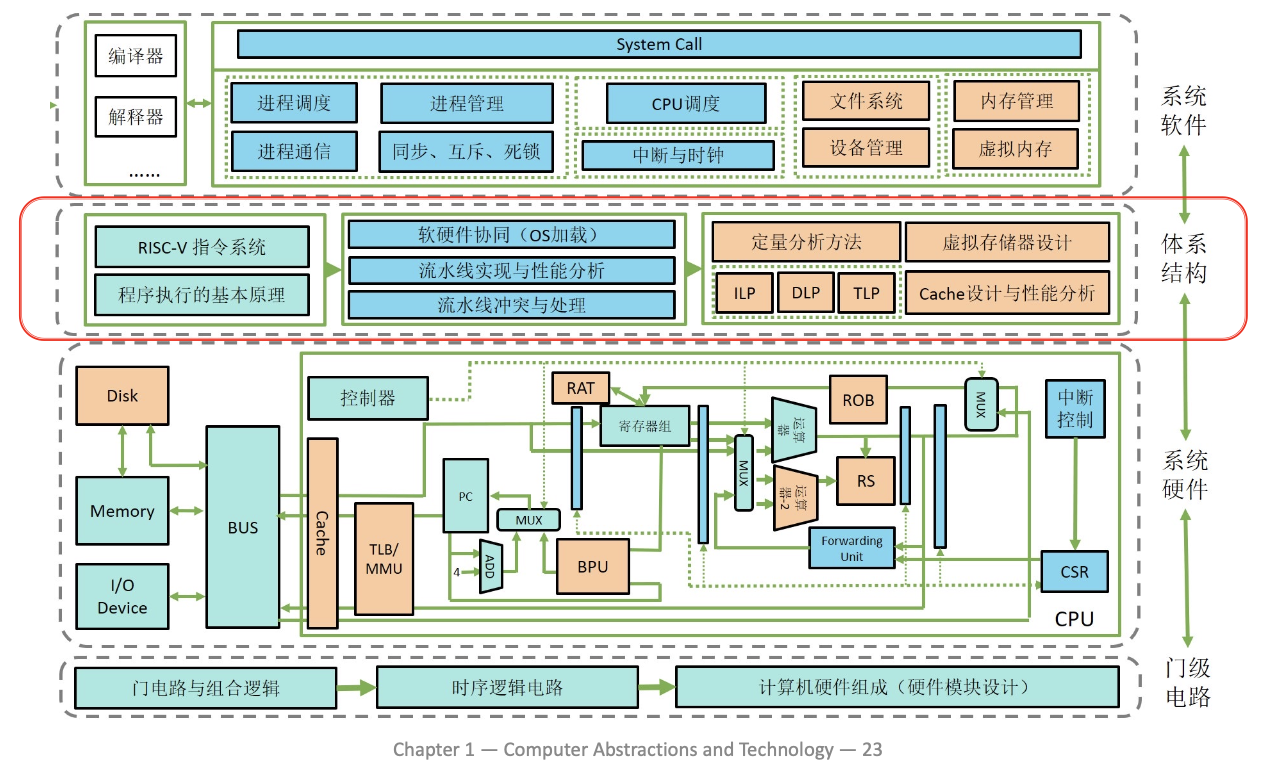 编译器
解释器
……
System Call
进程调度
进程管理
进程通信
同步、互斥、死锁
CPU调度
中断与时钟
文件系统
设备管理
内存管理
虚拟内存
系统
软件
RISC-V 指令系统
程序执行的基本原理
软硬件协同（OS加载）
流水线实现与性能分析
流水线冲突与处理
定量分析方法
ILP
DLP
TLP
虚拟存储器设计
Cache设计与性能分析
体系
结构
Disk
Memory
I/O
Device
BUS
控制器
Cache
TLB/
MMU
PC
4
ADD
MUX
BPU
RAT
寄存器组
MUX
运算
器
运算
器-2
ROB
RS
Forwarding
Unit
MUX
中断
控制
CSR
CPU
系统
硬件
门电路与组合逻辑
时序逻辑电路
计算机硬件组成（硬件模块设计）
门级
电路
Chapter 1 — Computer Abstractions and Technology — 23